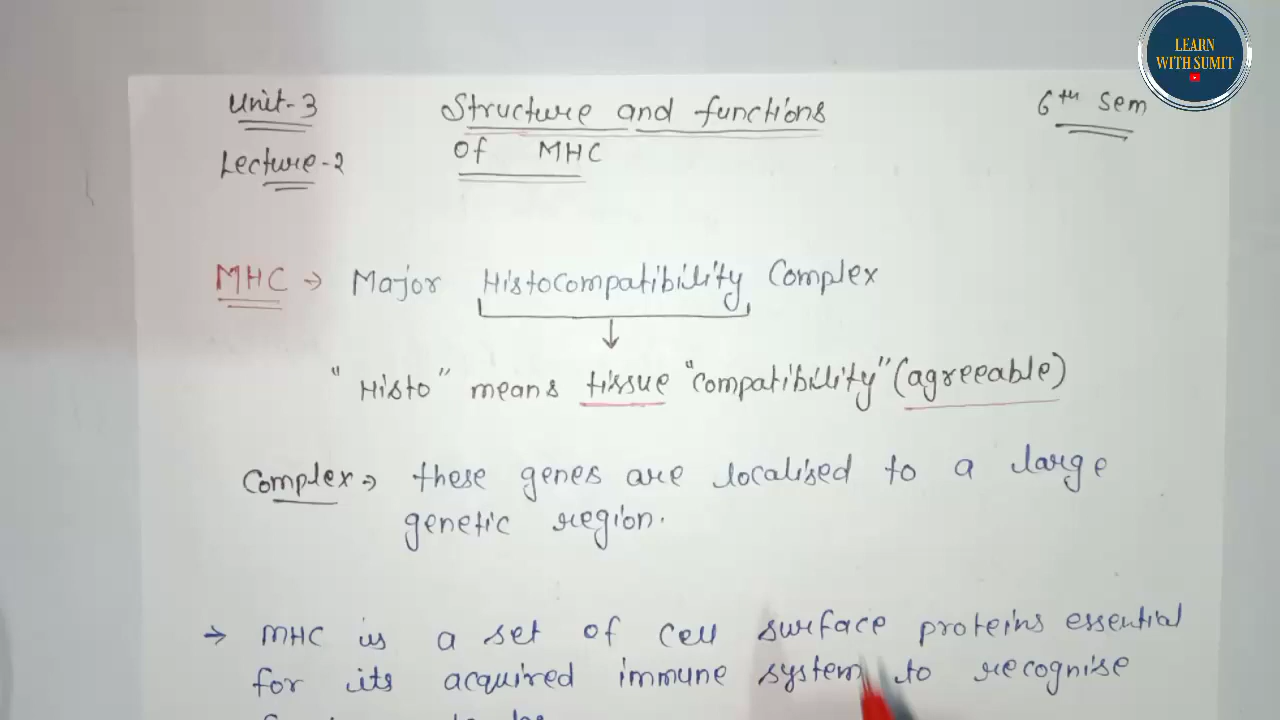 LEARN
WITH SUMIT
Unit-3
Structure and functions
6th Sem
Lecture-2
Of MHC
MHC → Major Histocompatibility Complex
↓
"Histo" means tissue "compatibility" (agreeable)
Complex → these genes are localised to a large
genetic region.
→ MHC is a set of cell surface proteins essential
for its acquired immune system to recognise